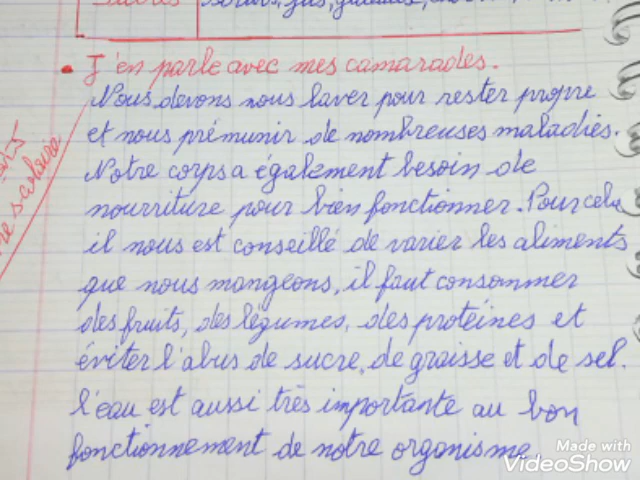 • J'en parle avec mes camarades.
Nous devons nous laver pour rester propre
et nous prémunir de nombreuses maladies.
Notre corps a également besoin de
nourriture pour bien fonctionner. Pour cela
il nous est conseillé de varier les aliments
que nous mangeons, il faut consommer
des fruits, des légumes, des protéines et
éviter l'abus de sucre, de graisse et de sel.
L'eau est aussi très importante au bon
fonctionnement de notre organisme
Made with
VideoShow